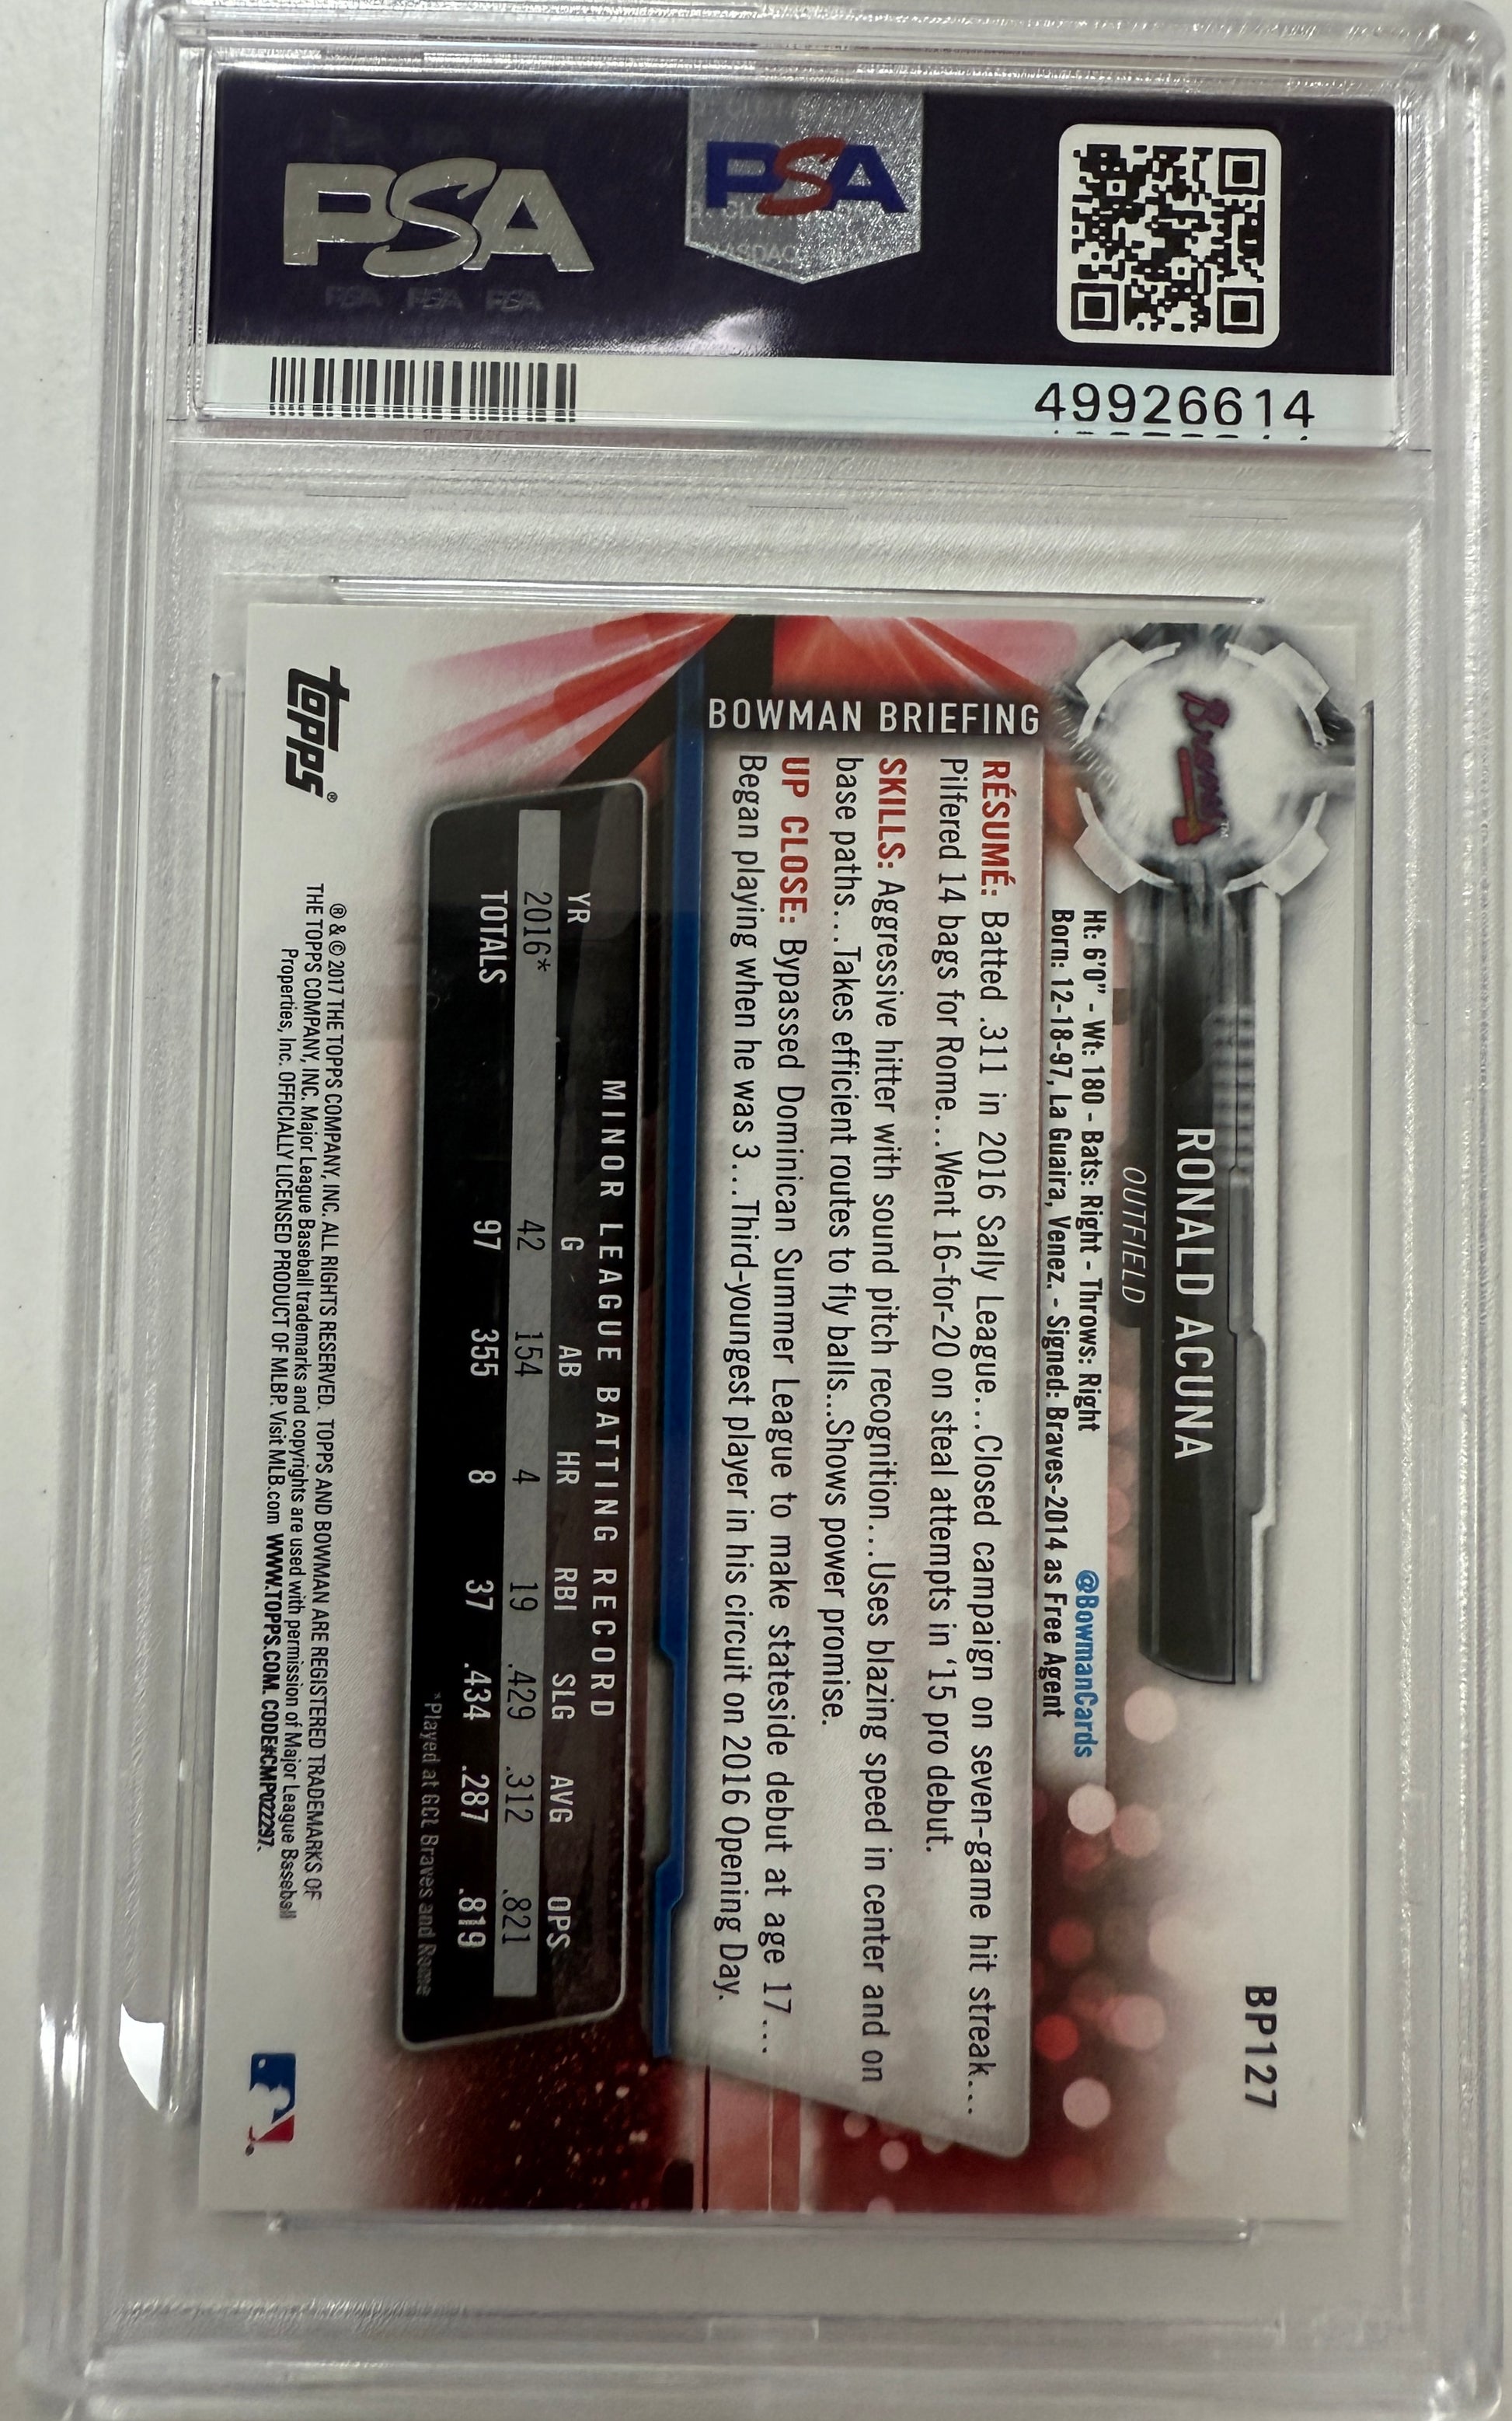 PSA
PSA
PSA PSA PSA
NASDAQ
49926614
BP127
Braves™
RONALD ACUNA
OUTFIELD
Ht: 6'0" - Wt: 180 - Bats: Right - Throws: Right @BowmanCards
Born: 12-18-97, La Guaira, Venez. - Signed: Braves-2014 as Free Agent
BOWMAN BRIEFING
RÉSUMÉ: Batted .311 in 2016 Sally League...Closed campaign on seven-game hit streak...
Pilfered 14 bags for Rome...Went 16-for-20 on steal attempts in '15 pro debut.
SKILLS: Aggressive hitter with sound pitch recognition...Uses blazing speed in center and on
base paths...Takes efficient routes to fly balls...Shows power promise.
UP CLOSE: Bypassed Dominican Summer League to make stateside debut at age 17...
Began playing when he was 3...Third-youngest player in his circuit on 2016 Opening Day.
MINOR LEAGUE BATTING RECORD
YR G AB HR RBI SLG AVG OPS
2016* 42 154 4 19 .429 .312 .821
TOTALS 97 355 8 37 .434 .287 .819
*Played at GCL Braves and Rome
topps®
® & © 2017 THE TOPPS COMPANY, INC. ALL RIGHTS RESERVED. TOPPS AND BOWMAN ARE REGISTERED TRADEMARKS OF
THE TOPPS COMPANY, INC. Major League Baseball trademarks and copyrights are used with permission of Major League Baseball
Properties, Inc. OFFICIALLY LICENSED PRODUCT OF MLBP. Visit MLB.com WWW.TOPPS.COM. CODE#CMP022297.